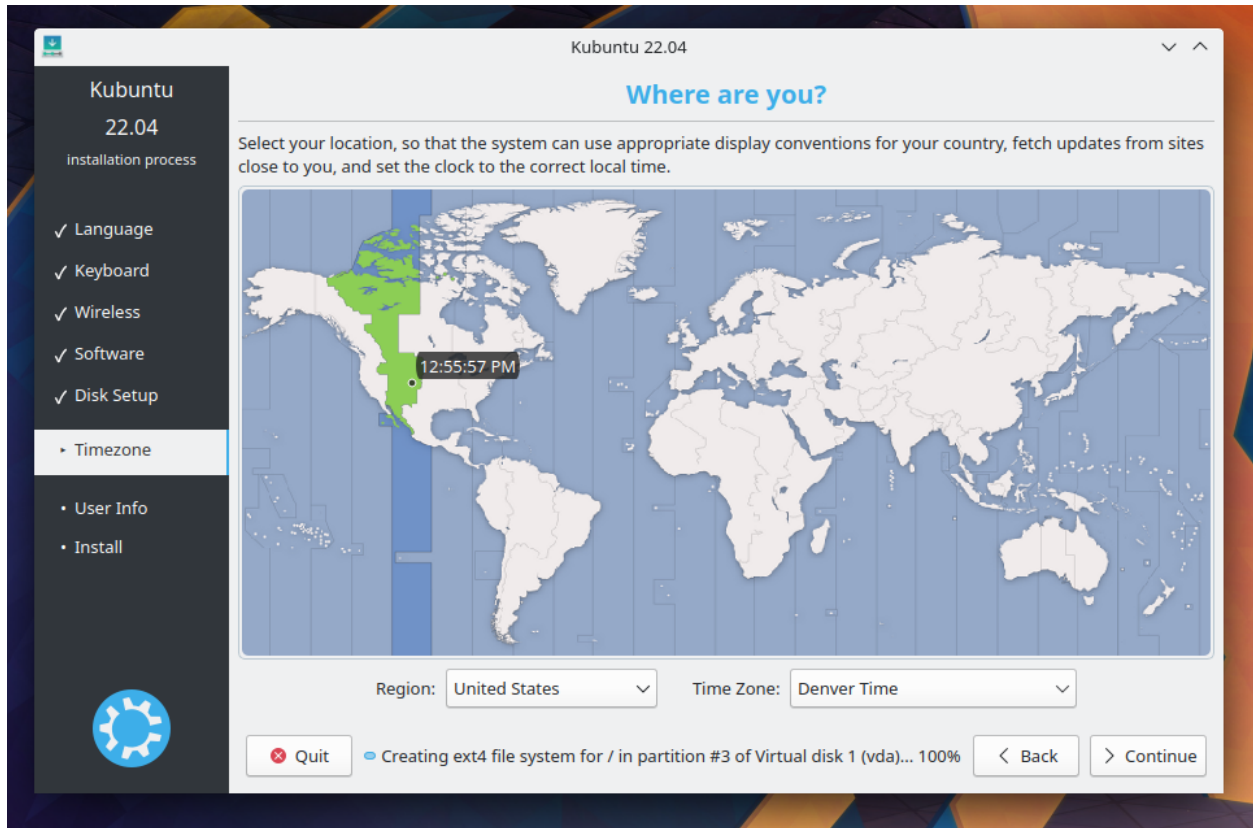 Kubuntu 22.04
Kubuntu
22.04
installation process
✓ Language
✓ Keyboard
✓ Wireless
✓ Software
✓ Disk Setup
▸ Timezone
• User Info
• Install
Where are you?
Select your location, so that the system can use appropriate display conventions for your country, fetch updates from sites
close to you, and set the clock to the correct local time.
12:55:57 PM
Region: United States Time Zone: Denver Time
Quit Creating ext4 file system for / in partition #3 of Virtual disk 1 (vda)... 100% < Back > Continue